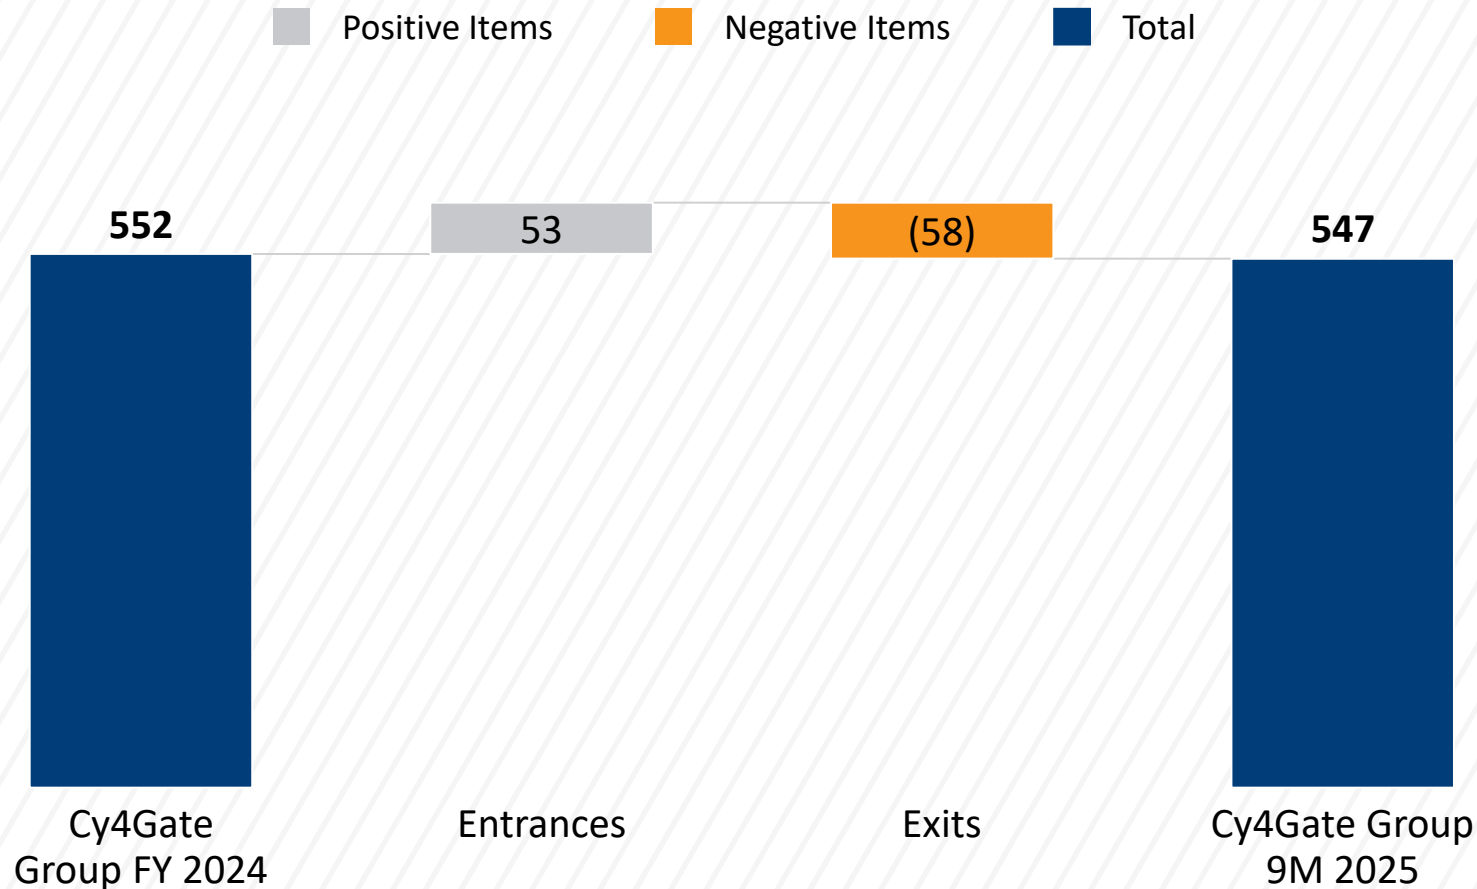 Positive Items
Negative Items
Total
552
53
(58)
547
Cy4Gate
Group FY 2024
Entrances
Exits
Cy4Gate Group
9M 2025